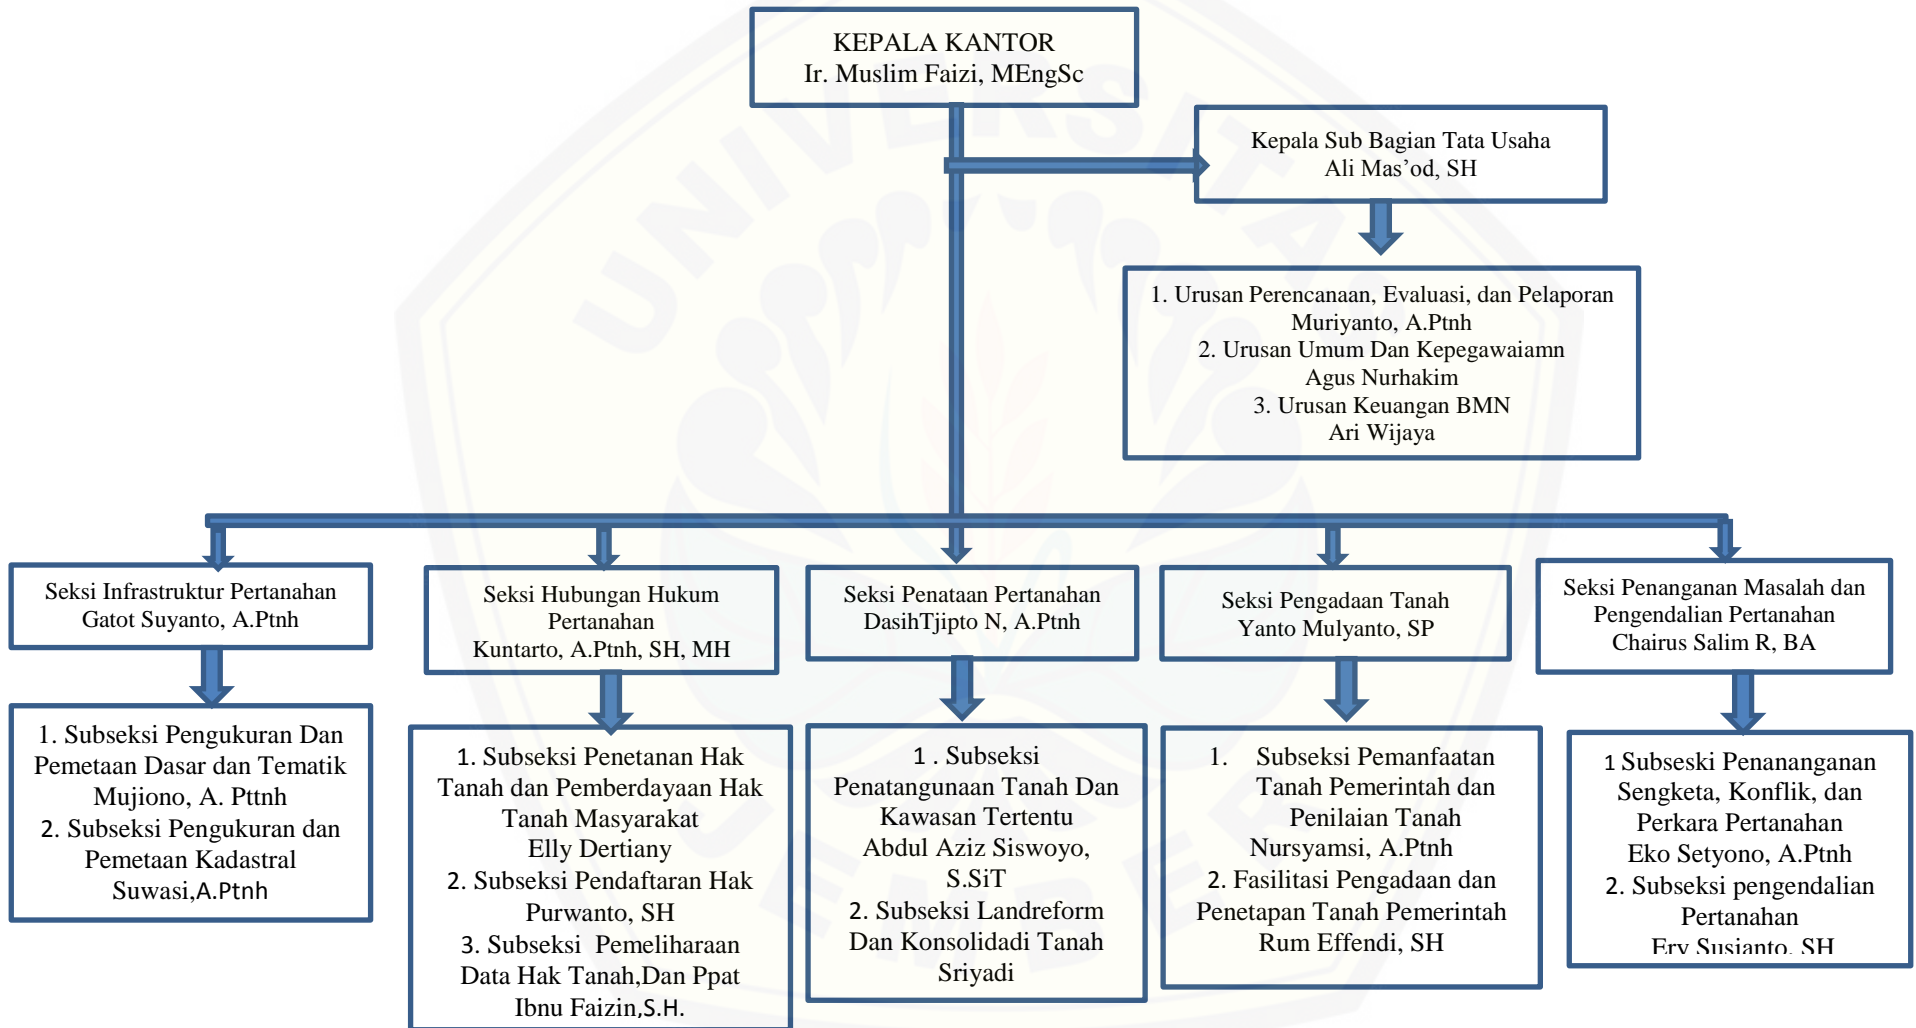 KEPALA KANTOR
Ir. Muslim Faizi, MEngSc
Kepala Sub Bagian Tata Usaha
Ali Mas’od, SH
1. Urusan Perencanaan, Evaluasi, dan Pelaporan
Muriyanto, A.Ptnh
2. Urusan Umum Dan Kepegawaiamn
Agus Nurhakim
3. Urusan Keuangan BMN
Ari Wijaya
Seksi Infrastruktur Pertanahan
Gatot Suyanto, A.Ptnh
Seksi Hubungan Hukum
Pertanahan
Kuntarto, A.Ptnh, SH, MH
Seksi Penataan Pertanahan
DasihTjipto N, A.Ptnh
Seksi Pengadaan Tanah
Yanto Mulyanto, SP
Seksi Penanganan Masalah dan
Pengendalian Pertanahan
Chairus Salim R, BA
1. Subseksi Pengukuran Dan
Pemetaan Dasar dan Tematik
Mujiono, A. Pttnh
2. Subseksi Pengukuran dan
Pemetaan Kadastral
Suwasi,A.Ptnh
1. Subseksi Penetanan Hak
Tanah dan Pemberdayaan Hak
Tanah Masyarakat
Elly Dertiany
2. Subseksi Pendaftaran Hak
Purwanto, SH
3. Subseksi  Pemeliharaan
Data Hak Tanah,Dan Ppat
Ibnu Faizin,S.H.
1 . Subseksi
Penatangunaan Tanah Dan
Kawasan Tertentu
Abdul Aziz Siswoyo,
S.SiT
2. Subseksi Landreform
Dan Konsolidadi Tanah
Sriyadi
1. Subseksi Pemanfaatan
Tanah Pemerintah dan
Penilaian Tanah
Nursyamsi, A.Ptnh
2. Fasilitasi Pengadaan dan
Penetapan Tanah Pemerintah
Rum Effendi, SH
1 Subseski Penananganan
Sengketa, Konflik, dan
Perkara Pertanahan
Eko Setyono, A.Ptnh
2. Subseksi pengendalian
Pertanahan
Ery Susianto, SH
UNIVERSITAS
JEMBER